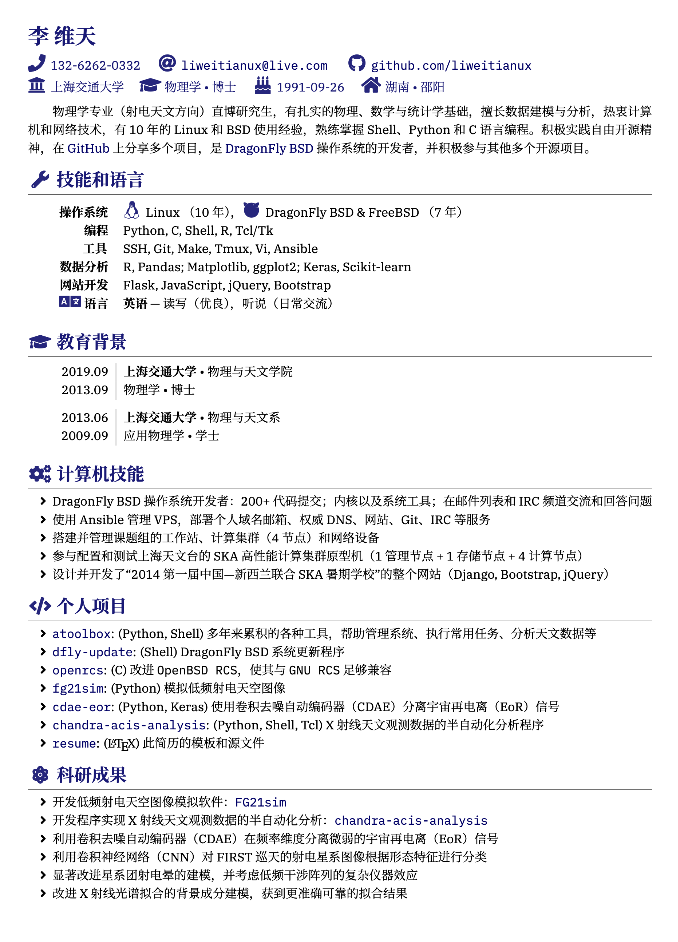 李 维天
132-6262-0332 liweitianux@live.com github.com/liweitianux
上海交通大学 物理学 • 博士 1991-09-26 湖南 • 邵阳
物理学专业（射电天文方向）直博研究生，有扎实的物理、数学与统计学基础，擅长数据建模与分析，热衷计算
机和网络技术，有 10 年的 Linux 和 BSD 使用经验，熟练掌握 Shell、Python 和 C 语言编程。积极实践自由开源精
神，在 GitHub 上分享多个项目，是 DragonFly BSD 操作系统的开发者，并积极参与其他多个开源项目。
技能和语言
操作系统 Linux （10 年）， DragonFly BSD & FreeBSD （7 年）
编程 Python, C, Shell, R, Tcl/Tk
工具 SSH, Git, Make, Tmux, Vi, Ansible
数据分析 R, Pandas; Matplotlib, ggplot2; Keras, Scikit-learn
网站开发 Flask, JavaScript, jQuery, Bootstrap
A 文 语言 英语 — 读写（优良），听说（日常交流）
教育背景
2019.09 上海交通大学 • 物理与天文学院
2013.09 物理学 • 博士
2013.06 上海交通大学 • 物理与天文系
2009.09 应用物理学 • 学士
计算机技能
DragonFly BSD 操作系统开发者：200+ 代码提交；内核以及系统工具；在邮件列表和 IRC 频道交流和回答问题
使用 Ansible 管理 VPS，部署个人域名邮箱、权威 DNS、网站、Git、IRC 等服务
搭建并管理课题组的工作站、计算集群（4 节点）和网络设备
参与配置和测试上海天文台的 SKA 高性能计算集群原型机（1 管理节点 + 1 存储节点 + 4 计算节点）
设计并开发了“2014 第一届中国—新西兰联合 SKA 暑期学校”的整个网站（Django, Bootstrap, jQuery）
个人项目
atoolbox: (Python, Shell) 多年来累积的各种工具，帮助管理系统、执行常用任务、分析天文数据等
dfly-update: (Shell) DragonFly BSD 系统更新程序
openrcs: (C) 改进 OpenBSD RCS，使其与 GNU RCS 足够兼容
fg21sim: (Python) 模拟低频射电天空图像
cdae-eor: (Python, Keras) 使用卷积去噪自动编码器（CDAE）分离宇宙再电离（EoR）信号
chandra-acis-analysis: (Python, Shell, Tcl) X 射线天文观测数据的半自动化分析程序
resume: (LATEX) 此简历的模板和源文件
科研成果
开发低频射电天空图像模拟软件：FG21sim
开发程序实现 X 射线天文观测数据的半自动化分析：chandra-acis-analysis
利用卷积去噪自动编码器（CDAE）在频率维度分离微弱的宇宙再电离（EoR）信号
利用卷积神经网络（CNN）对 FIRST 巡天的射电星系图像根据形态特征进行分类
显著改进星系团射电晕的建模，并考虑低频干涉阵列的复杂仪器效应
改进 X 射线光谱拟合的背景成分建模，获到更准确可靠的拟合结果